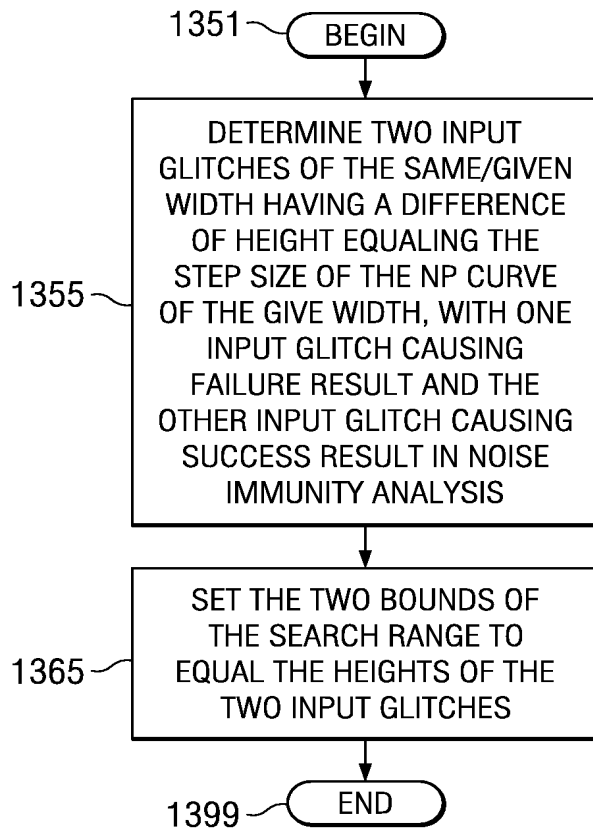 1351
BEGIN
DETERMINE TWO INPUT
GLITCHES OF THE SAME/GIVEN
WIDTH HAVING A DIFFERENCE
OF HEIGHT EQUALING THE
STEP SIZE OF THE NP CURVE
OF THE GIVE WIDTH, WITH ONE
INPUT GLITCH CAUSING
FAILURE RESULT AND THE
OTHER INPUT GLITCH CAUSING
SUCCESS RESULT IN NOISE
IMMUNITY ANALYSIS
1355
SET THE TWO BOUNDS OF
THE SEARCH RANGE TO
EQUAL THE HEIGHTS OF THE
TWO INPUT GLITCHES
1365
END
1399